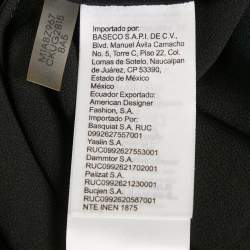 Importado por:
BASECO S.A.P.I. DE C.V.,
Blvd. Manuel Ávila Camacho
No. 5, Torre C, Piso 22, Col.
Lomas de Sotelo, Naucalpan
de Juárez, CP 53390,
Estado de México
México
Ecuador Exportado:
American Designer
Fashion, S.A.
Importado Por:
Basquiat S.A. RUC
0992627557001
Yaslin S.A.
RUC0992627553001
Dammtor S.A.
RUC0992621702001
Pelizat S.A.
RUC0992621230001
Bucjen S.A.
RUC0992620587001
NTE INEN 1875